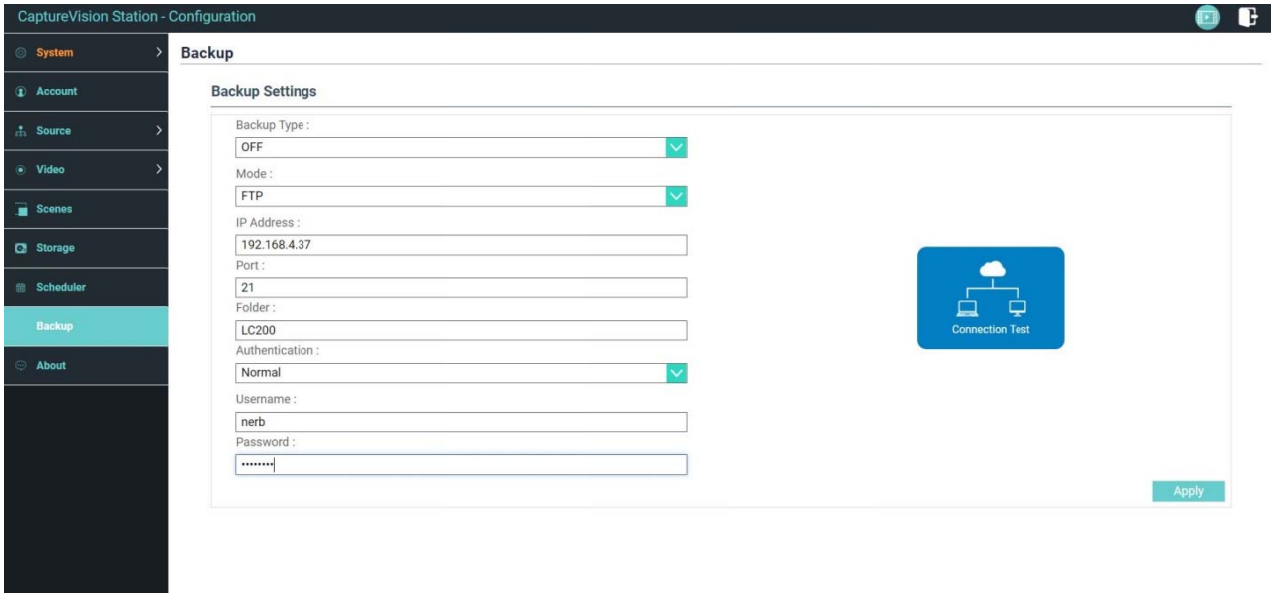 CaptureVision Station - Configuration
System
Account
Source
Video
Scenes
Storage
Scheduler
Backup
About
Backup
Backup Settings
Backup Type :
OFF
Mode :
FTP
IP Address :
192.168.4.37
Port :
21
Folder :
LC200
Authentication :
Normal
Username :
nerb
Password :
••••••••
Connection Test
Apply